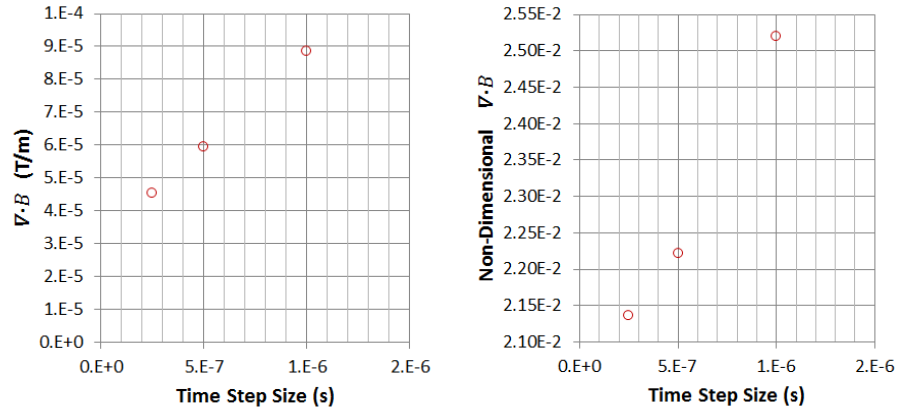 1.E-4
9.E-5
8.E-5
7.E-5
6.E-5
5.E-5
4.E-5
3.E-5
2.E-5
1.E-5
0.E+0
∇·B (T/m)
0.E+0
5.E-7
1.E-6
2.E-6
Time Step Size (s)
2.55E-2
2.50E-2
2.45E-2
2.40E-2
2.35E-2
2.30E-2
2.25E-2
2.20E-2
2.15E-2
2.10E-2
Non-Dimensional ∇·B
0.E+0
5.E-7
1.E-6
2.E-6
Time Step Size (s)